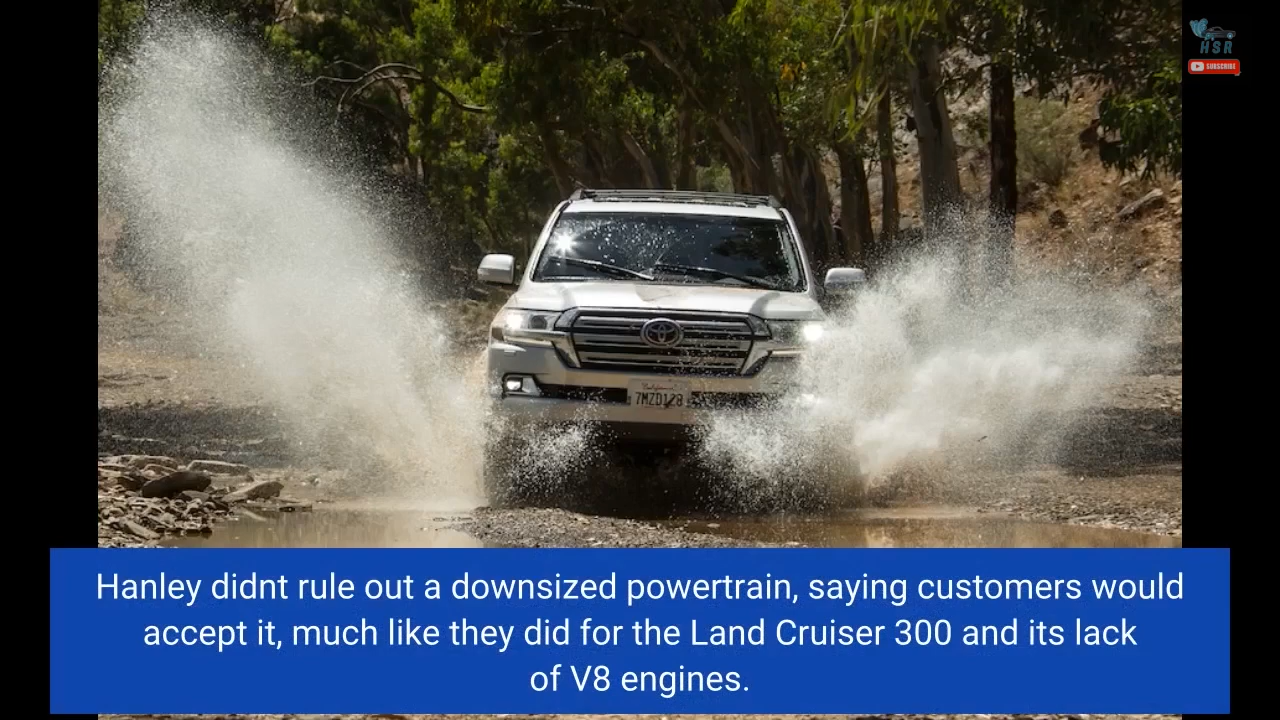 HSR
SUBSCRIBE
California
7MZD128
Hanley didnt rule out a downsized powertrain, saying customers would
accept it, much like they did for the Land Cruiser 300 and its lack
of V8 engines.